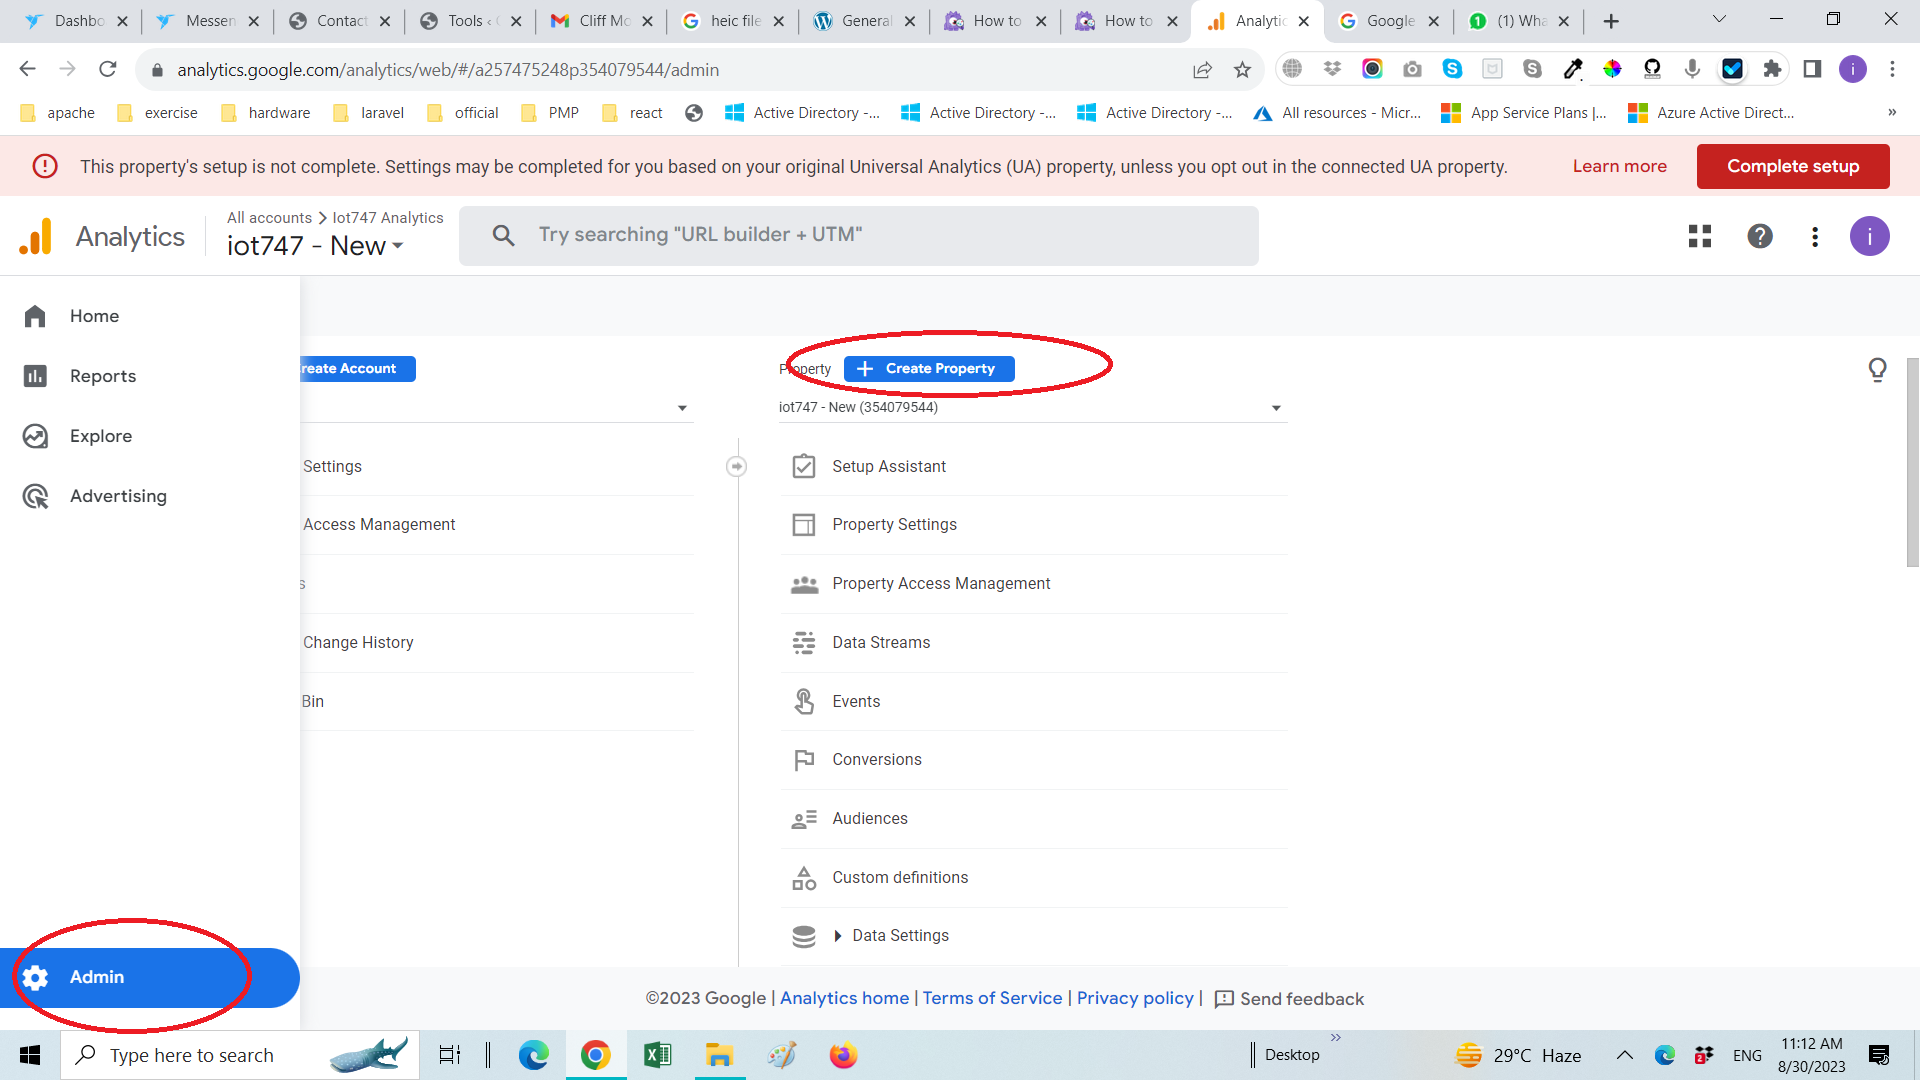 Dashbo
Messen
Contact
Tools ‹
Cliff Mo
heic file
General
How to
How to
Analytic
Google
(1) Wha
analytics.google.com/analytics/web/#/a257475248p354079544/admin
apache
exercise
hardware
laravel
official
PMP
react
Active Directory -...
Active Directory -...
Active Directory -...
All resources - Micr...
App Service Plans |...
Azure Active Direct...
»
This property's setup is not complete. Settings may be completed for you based on your original Universal Analytics (UA) property, unless you opt out in the connected UA property.
Learn more
Complete setup
Analytics
All accounts > Iot747 Analytics
iot747 - New
Try searching "URL builder + UTM"
i
Home
Reports
Explore
Advertising
Admin
reate Account
Settings
Access Management
s
Change History
Bin
Property
+ Create Property
iot747 - New (354079544)
Setup Assistant
Property Settings
Property Access Management
Data Streams
Events
Conversions
Audiences
Custom definitions
Data Settings
©2023 Google | Analytics home | Terms of Service | Privacy policy | Send feedback
Type here to search
Desktop
»
29°C Haze
ENG
11:12 AM
8/30/2023